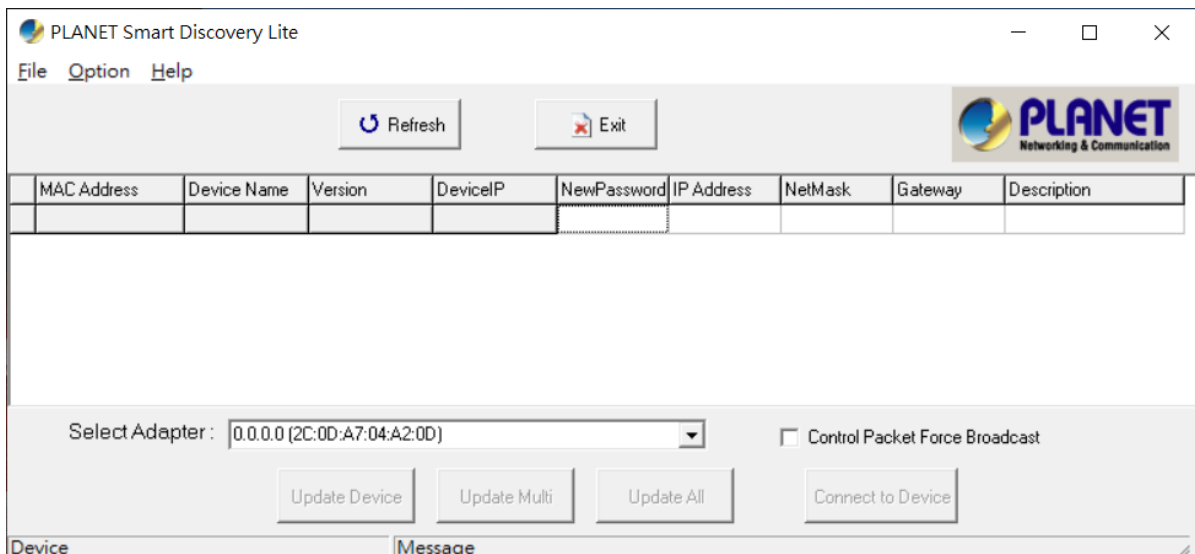 PLANET Smart Discovery Lite
File Option Help
Refresh Exit
PLANET
Networking & Communication
MAC Address Device Name Version DeviceIP NewPassword IP Address NetMask Gateway Description
Select Adapter : 0.0.0.0 (2C:0D:A7:04:A2:0D) Control Packet Force Broadcast
Update Device Update Multi Update All Connect to Device
Device Message